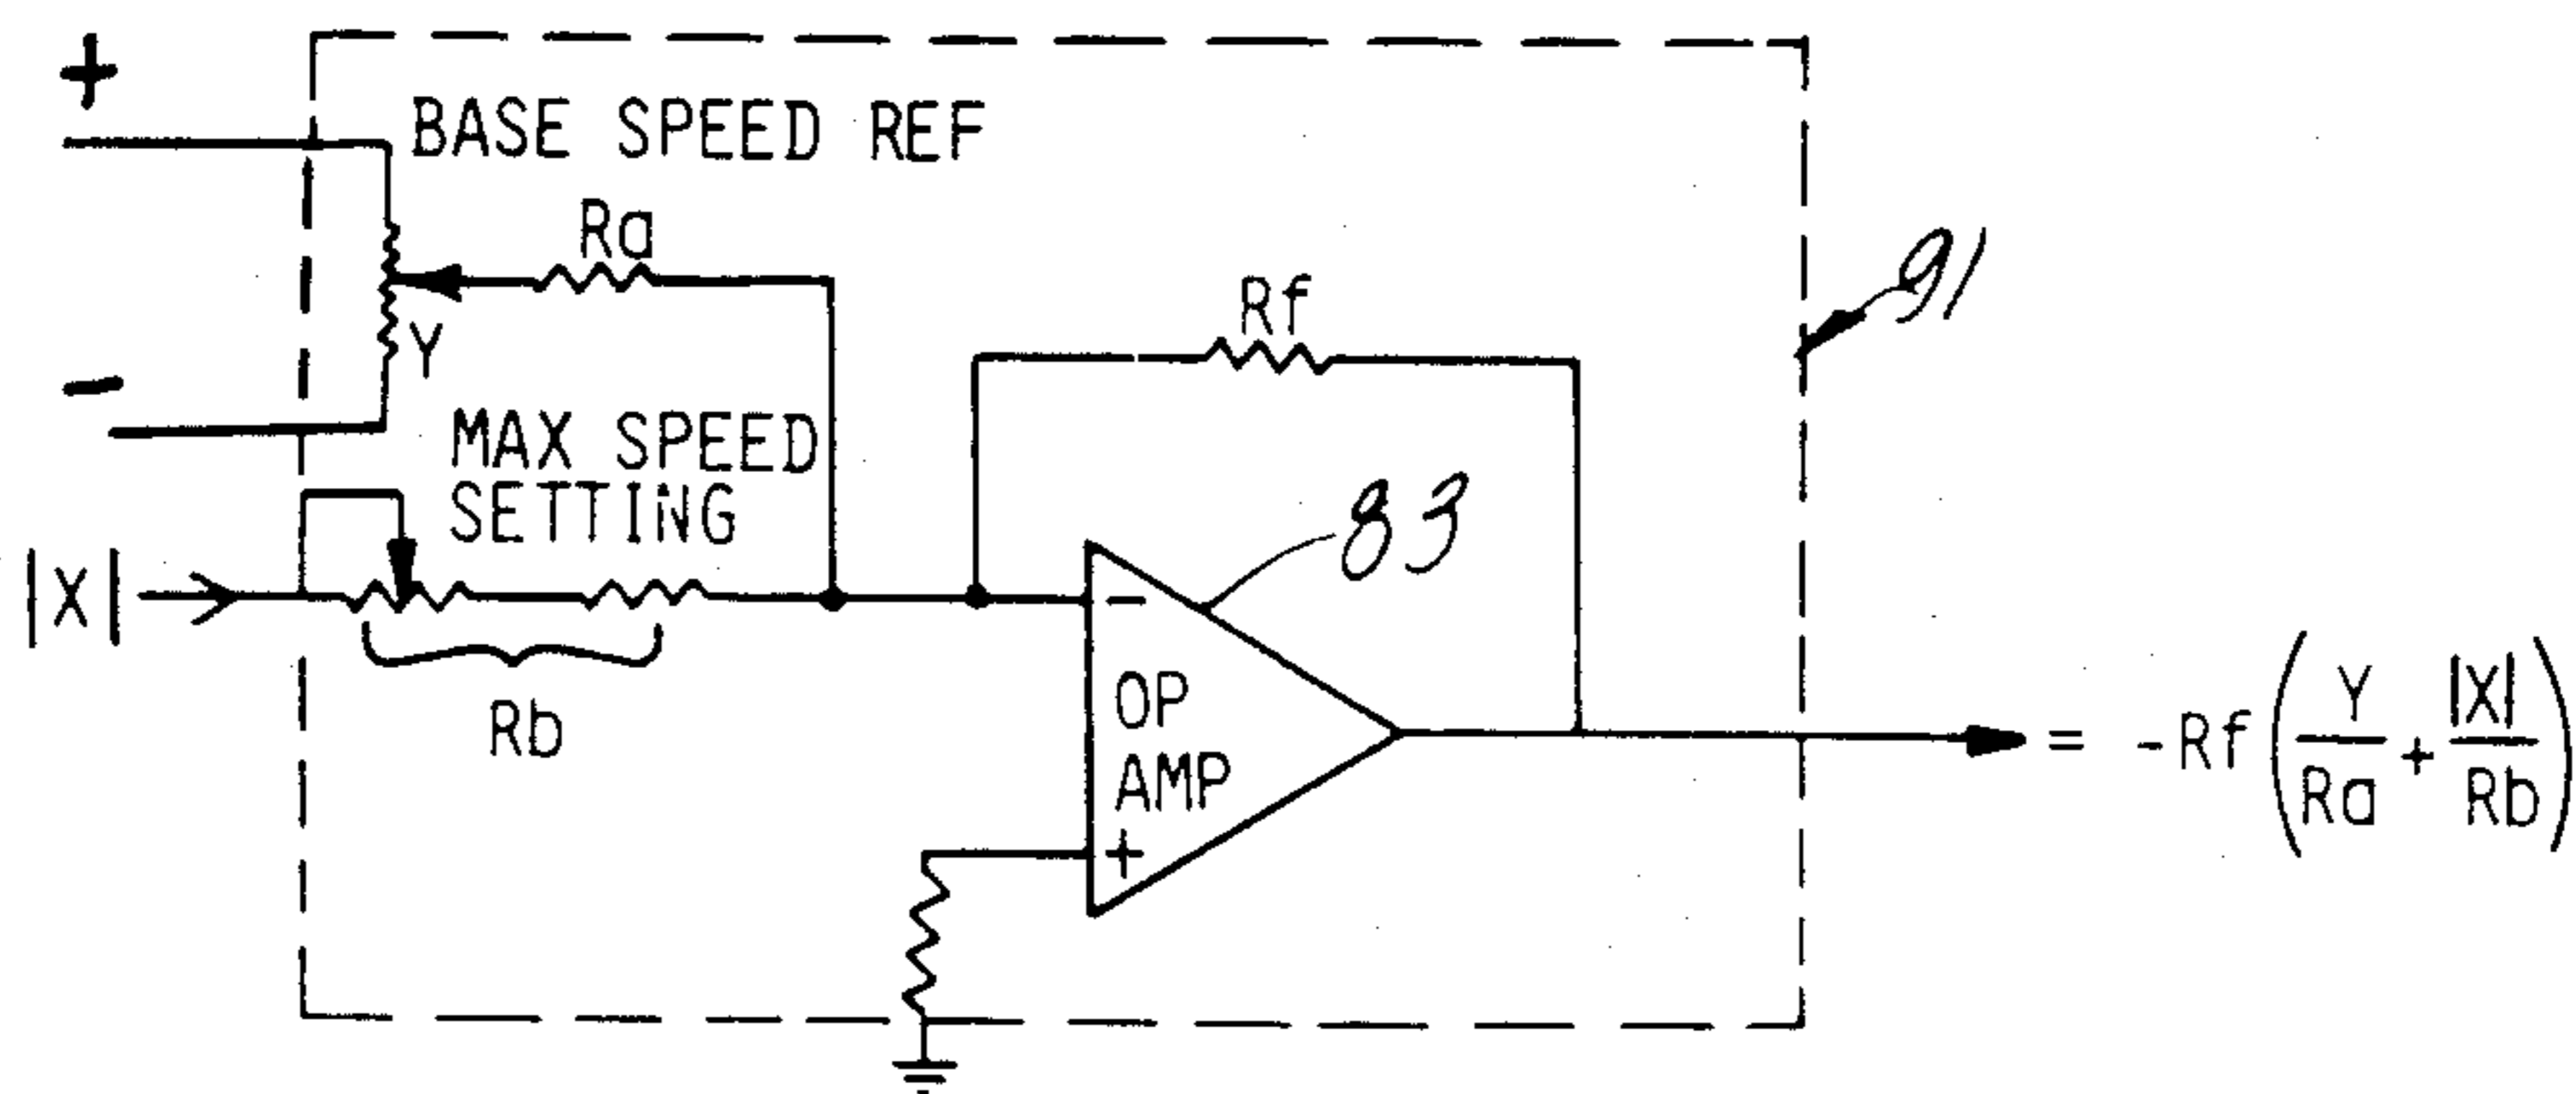 +
BASE SPEED REF
Ra
91
Rf
Y
-
MAX SPEED
SETTING
83
|X|
-
OP
AMP
+
Rb
= -Rf(Y/Ra + |X|/Rb)